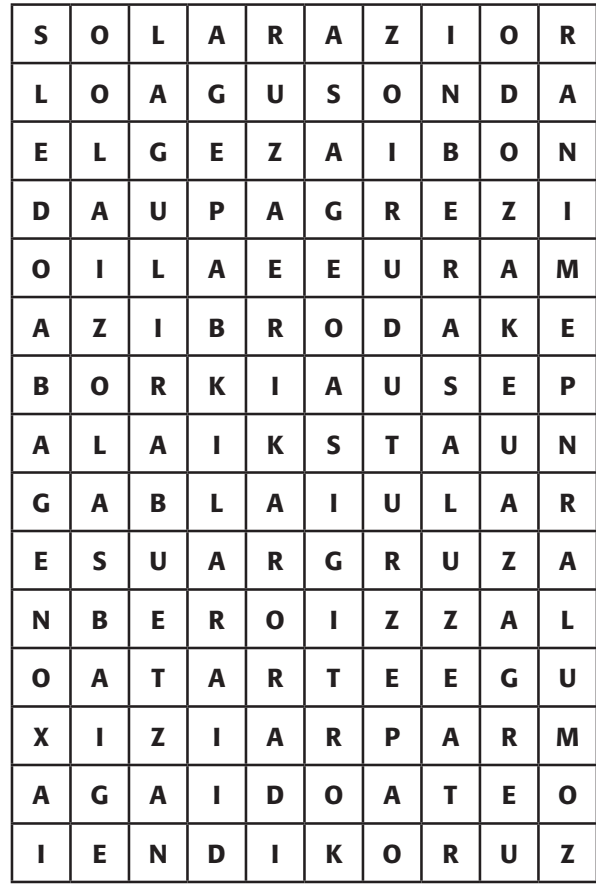 S O L A R A Z I O R
L O A G U S O N D A
E L G E Z A I B O N
D A U P A G R E Z I
O I L A E E U R A M
A Z I B R O D A K E
B O R K I A U S E P
A L A I K S T A U N
G A B L A I U L A R
E S U A R G R U Z A
N B E R O I Z Z A L
O A T A R T E E G U
X I Z I A R P A R M
A G A I D O A T E O
I E N D I K O R U Z